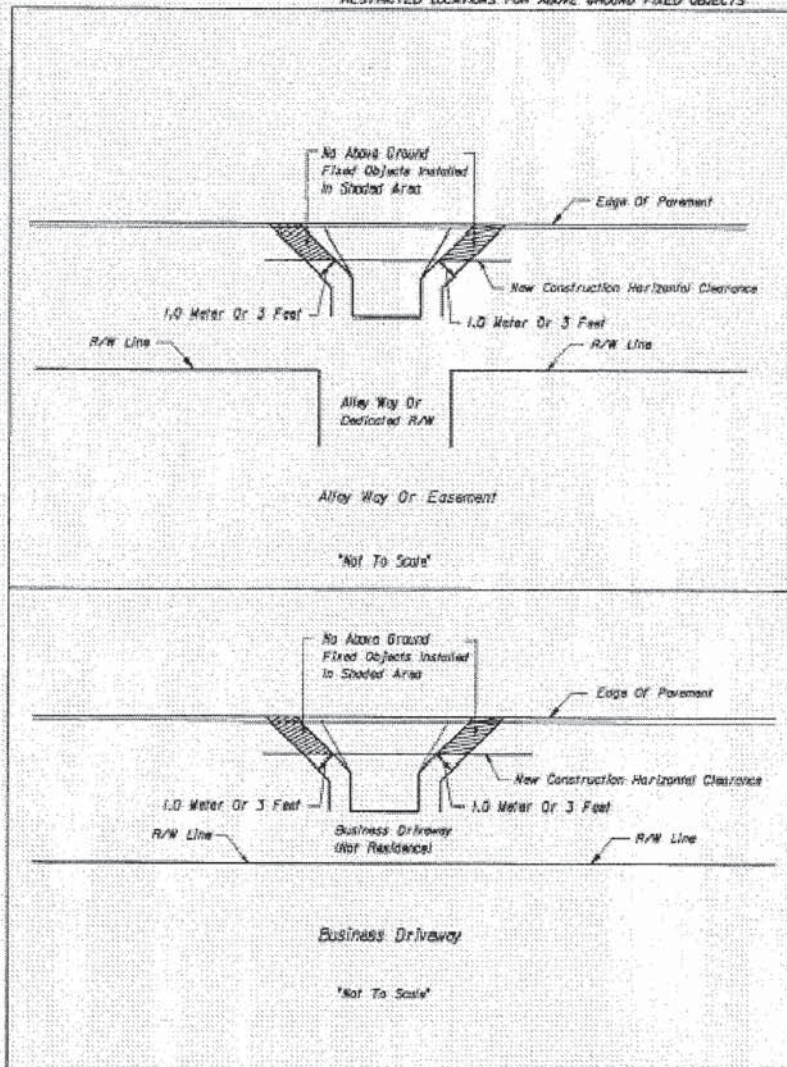 RESTRICTED LOCATIONS FOR ABOVE GROUND FIXED OBJECTS
No Above Ground
Fixed Objects Installed
In Shaded Area
Edge Of Pavement
New Construction Horizontal Clearance
1.0 Meter Or 3 Feet
1.0 Meter Or 3 Feet
R/W Line
R/W Line
Alley Way Or
Dedicated R/W
Alley Way Or Easement
"Not To Scale"
No Above Ground
Fixed Objects Installed
In Shaded Area
Edge Of Pavement
New Construction Horizontal Clearance
1.0 Meter Or 3 Feet
1.0 Meter Or 3 Feet
R/W Line
Business Driveway
(Not Residence)
R/W Line
Business Driveway
"Not To Scale"